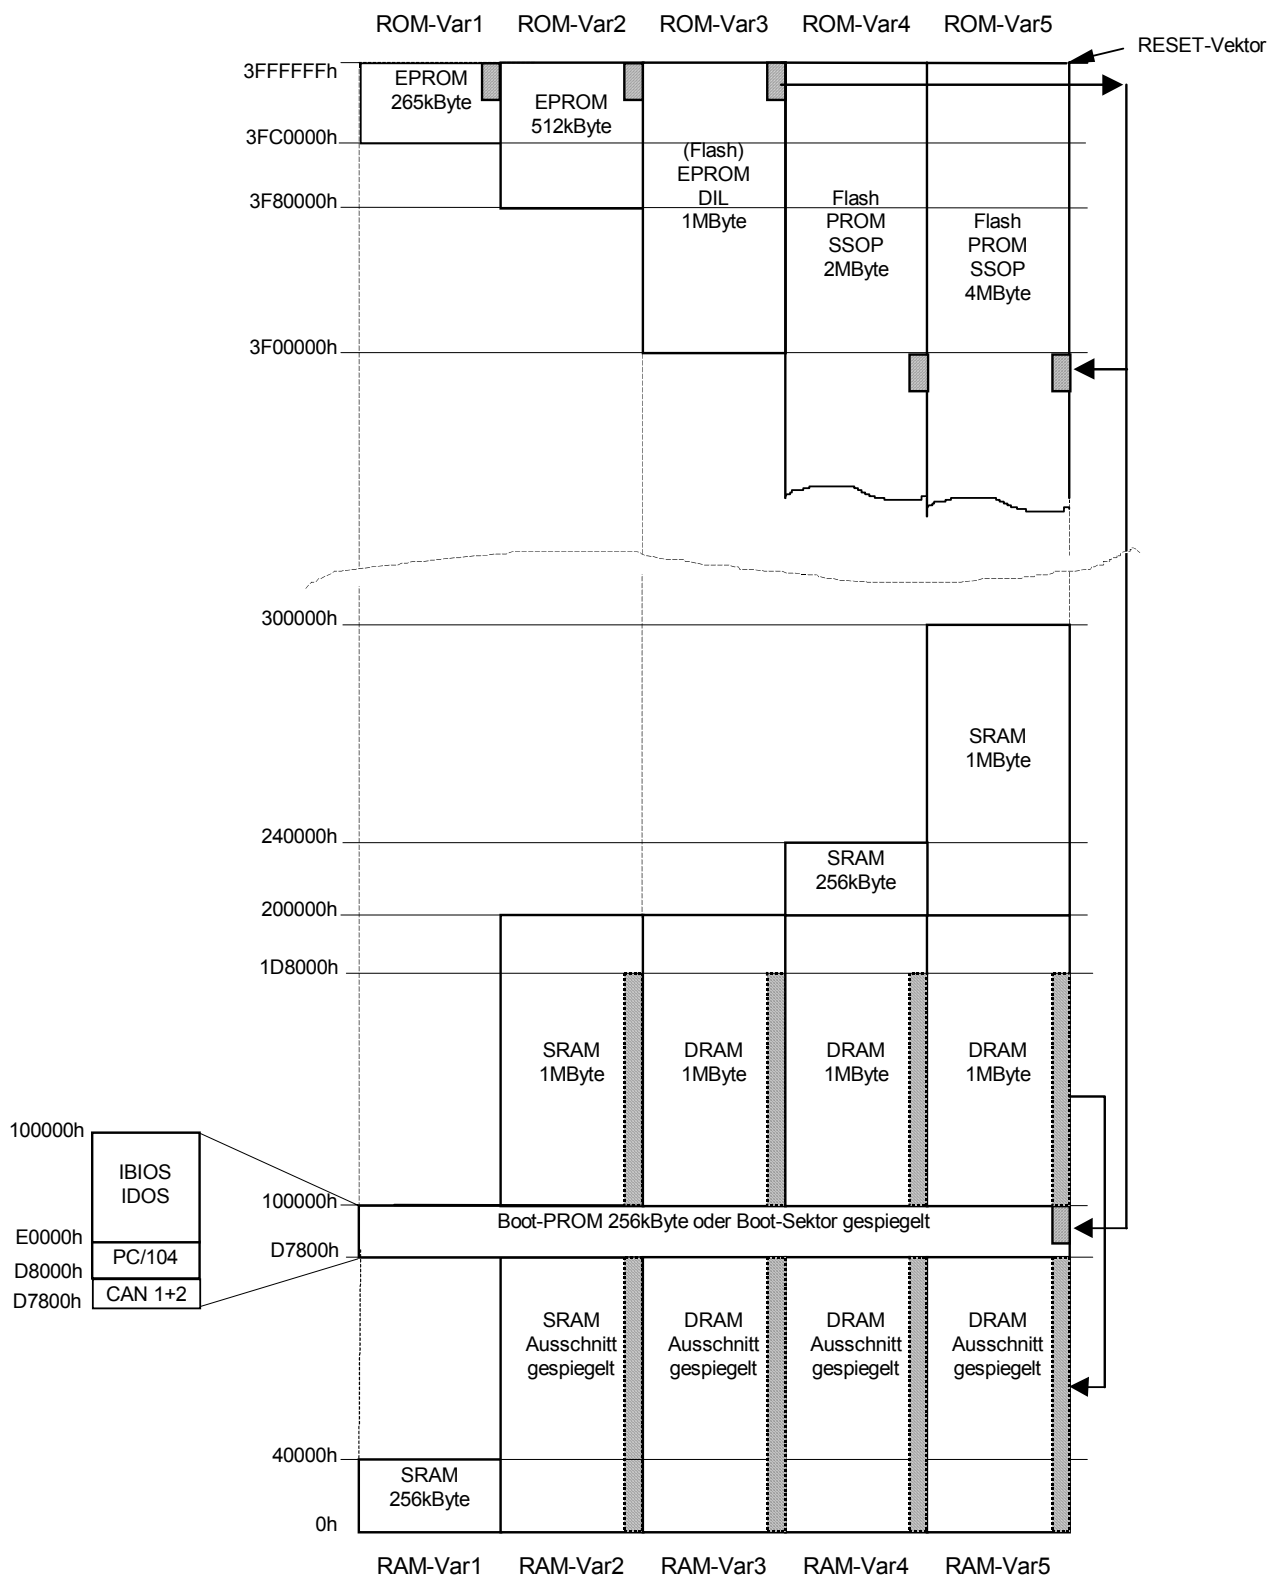 ROM-Var1 ROM-Var2 ROM-Var3 ROM-Var4 ROM-Var5
RESET-Vektor
3FFFFFFh
EPROM
265kByte
EPROM
512kByte
3FC0000h
(Flash)
EPROM
DIL
1MByte
3F80000h
Flash
PROM
SSOP
2MByte
Flash
PROM
SSOP
4MByte
3F00000h
300000h
SRAM
1MByte
240000h
SRAM
256kByte
200000h
1D8000h
SRAM
1MByte
DRAM
1MByte
DRAM
1MByte
DRAM
1MByte
100000h
IBIOS
IDOS
E0000h
PC/104
D8000h
CAN 1+2
D7800h
100000h
Boot-PROM 256kByte oder Boot-Sektor gespiegelt
D7800h
SRAM
Ausschnitt
gespiegelt
DRAM
Ausschnitt
gespiegelt
DRAM
Ausschnitt
gespiegelt
DRAM
Ausschnitt
gespiegelt
40000h
SRAM
256kByte
0h
RAM-Var1 RAM-Var2 RAM-Var3 RAM-Var4 RAM-Var5